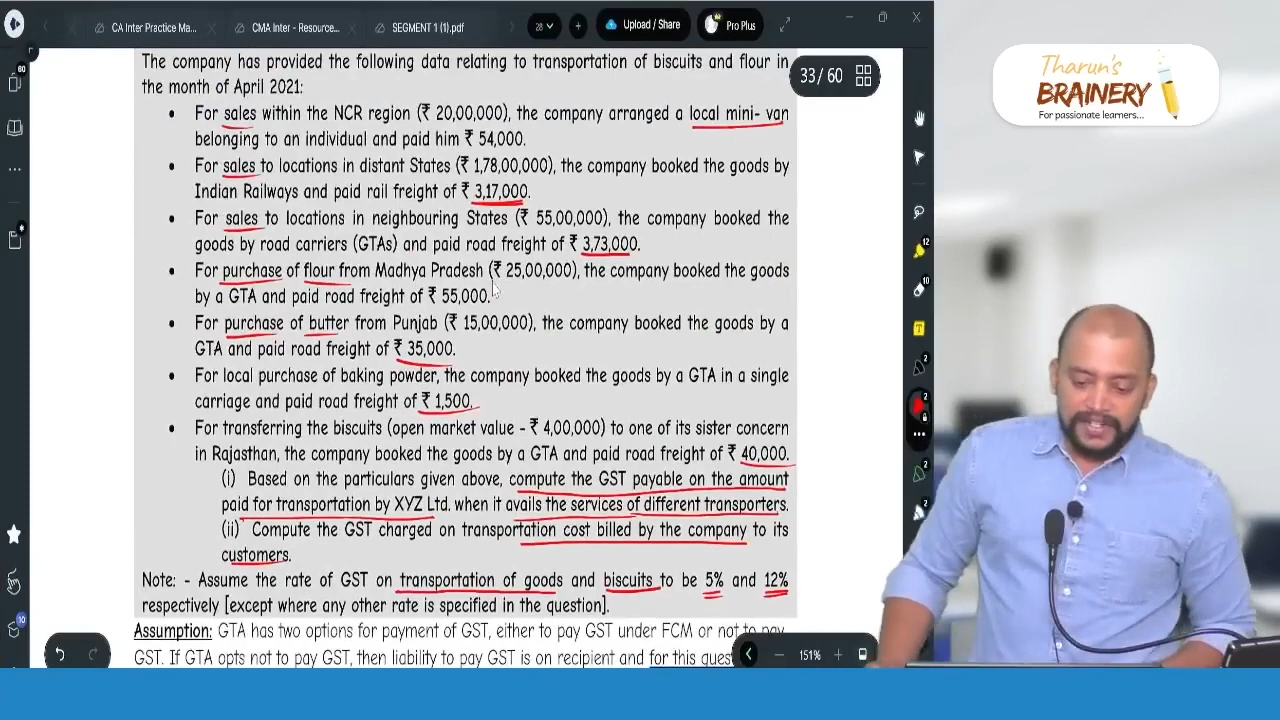 CA Inter Practice Ma...
CMA Inter - Resource...
SEGMENT 1 (1).pdf
28
Upload / Share
Pro Plus
33 / 60
Tharun's
BRAINERY
For passionate learners...
The company has provided the following data relating to transportation of biscuits and flour in
the month of April 2021:
• For sales within the NCR region (₹ 20,00,000), the company arranged a local mini- van
belonging to an individual and paid him ₹ 54,000.
• For sales to locations in distant States (₹ 1,78,00,000), the company booked the goods by
Indian Railways and paid rail freight of ₹ 3,17,000.
• For sales to locations in neighbouring States (₹ 55,00,000), the company booked the
goods by road carriers (GTAs) and paid road freight of ₹ 3,73,000.
• For purchase of flour from Madhya Pradesh (₹ 25,00,000), the company booked the goods
by a GTA and paid road freight of ₹ 55,000.
• For purchase of butter from Punjab (₹ 15,00,000), the company booked the goods by a
GTA and paid road freight of ₹ 35,000.
• For local purchase of baking powder, the company booked the goods by a GTA in a single
carriage and paid road freight of ₹ 1,500.
• For transferring the biscuits (open market value - ₹ 4,00,000) to one of its sister concern
in Rajasthan, the company booked the goods by a GTA and paid road freight of ₹ 40,000.
(i) Based on the particulars given above, compute the GST payable on the amount
paid for transportation by XYZ Ltd. when it avails the services of different transporters.
(ii) Compute the GST charged on transportation cost billed by the company to its
customers.
Note: - Assume the rate of GST on transportation of goods and biscuits to be 5% and 12%
respectively [except where any other rate is specified in the question].
Assumption: GTA has two options for payment of GST, either to pay GST under FCM or not to pay
GST. If GTA opts not to pay GST, then liability to pay GST is on recipient and for this quest
151%